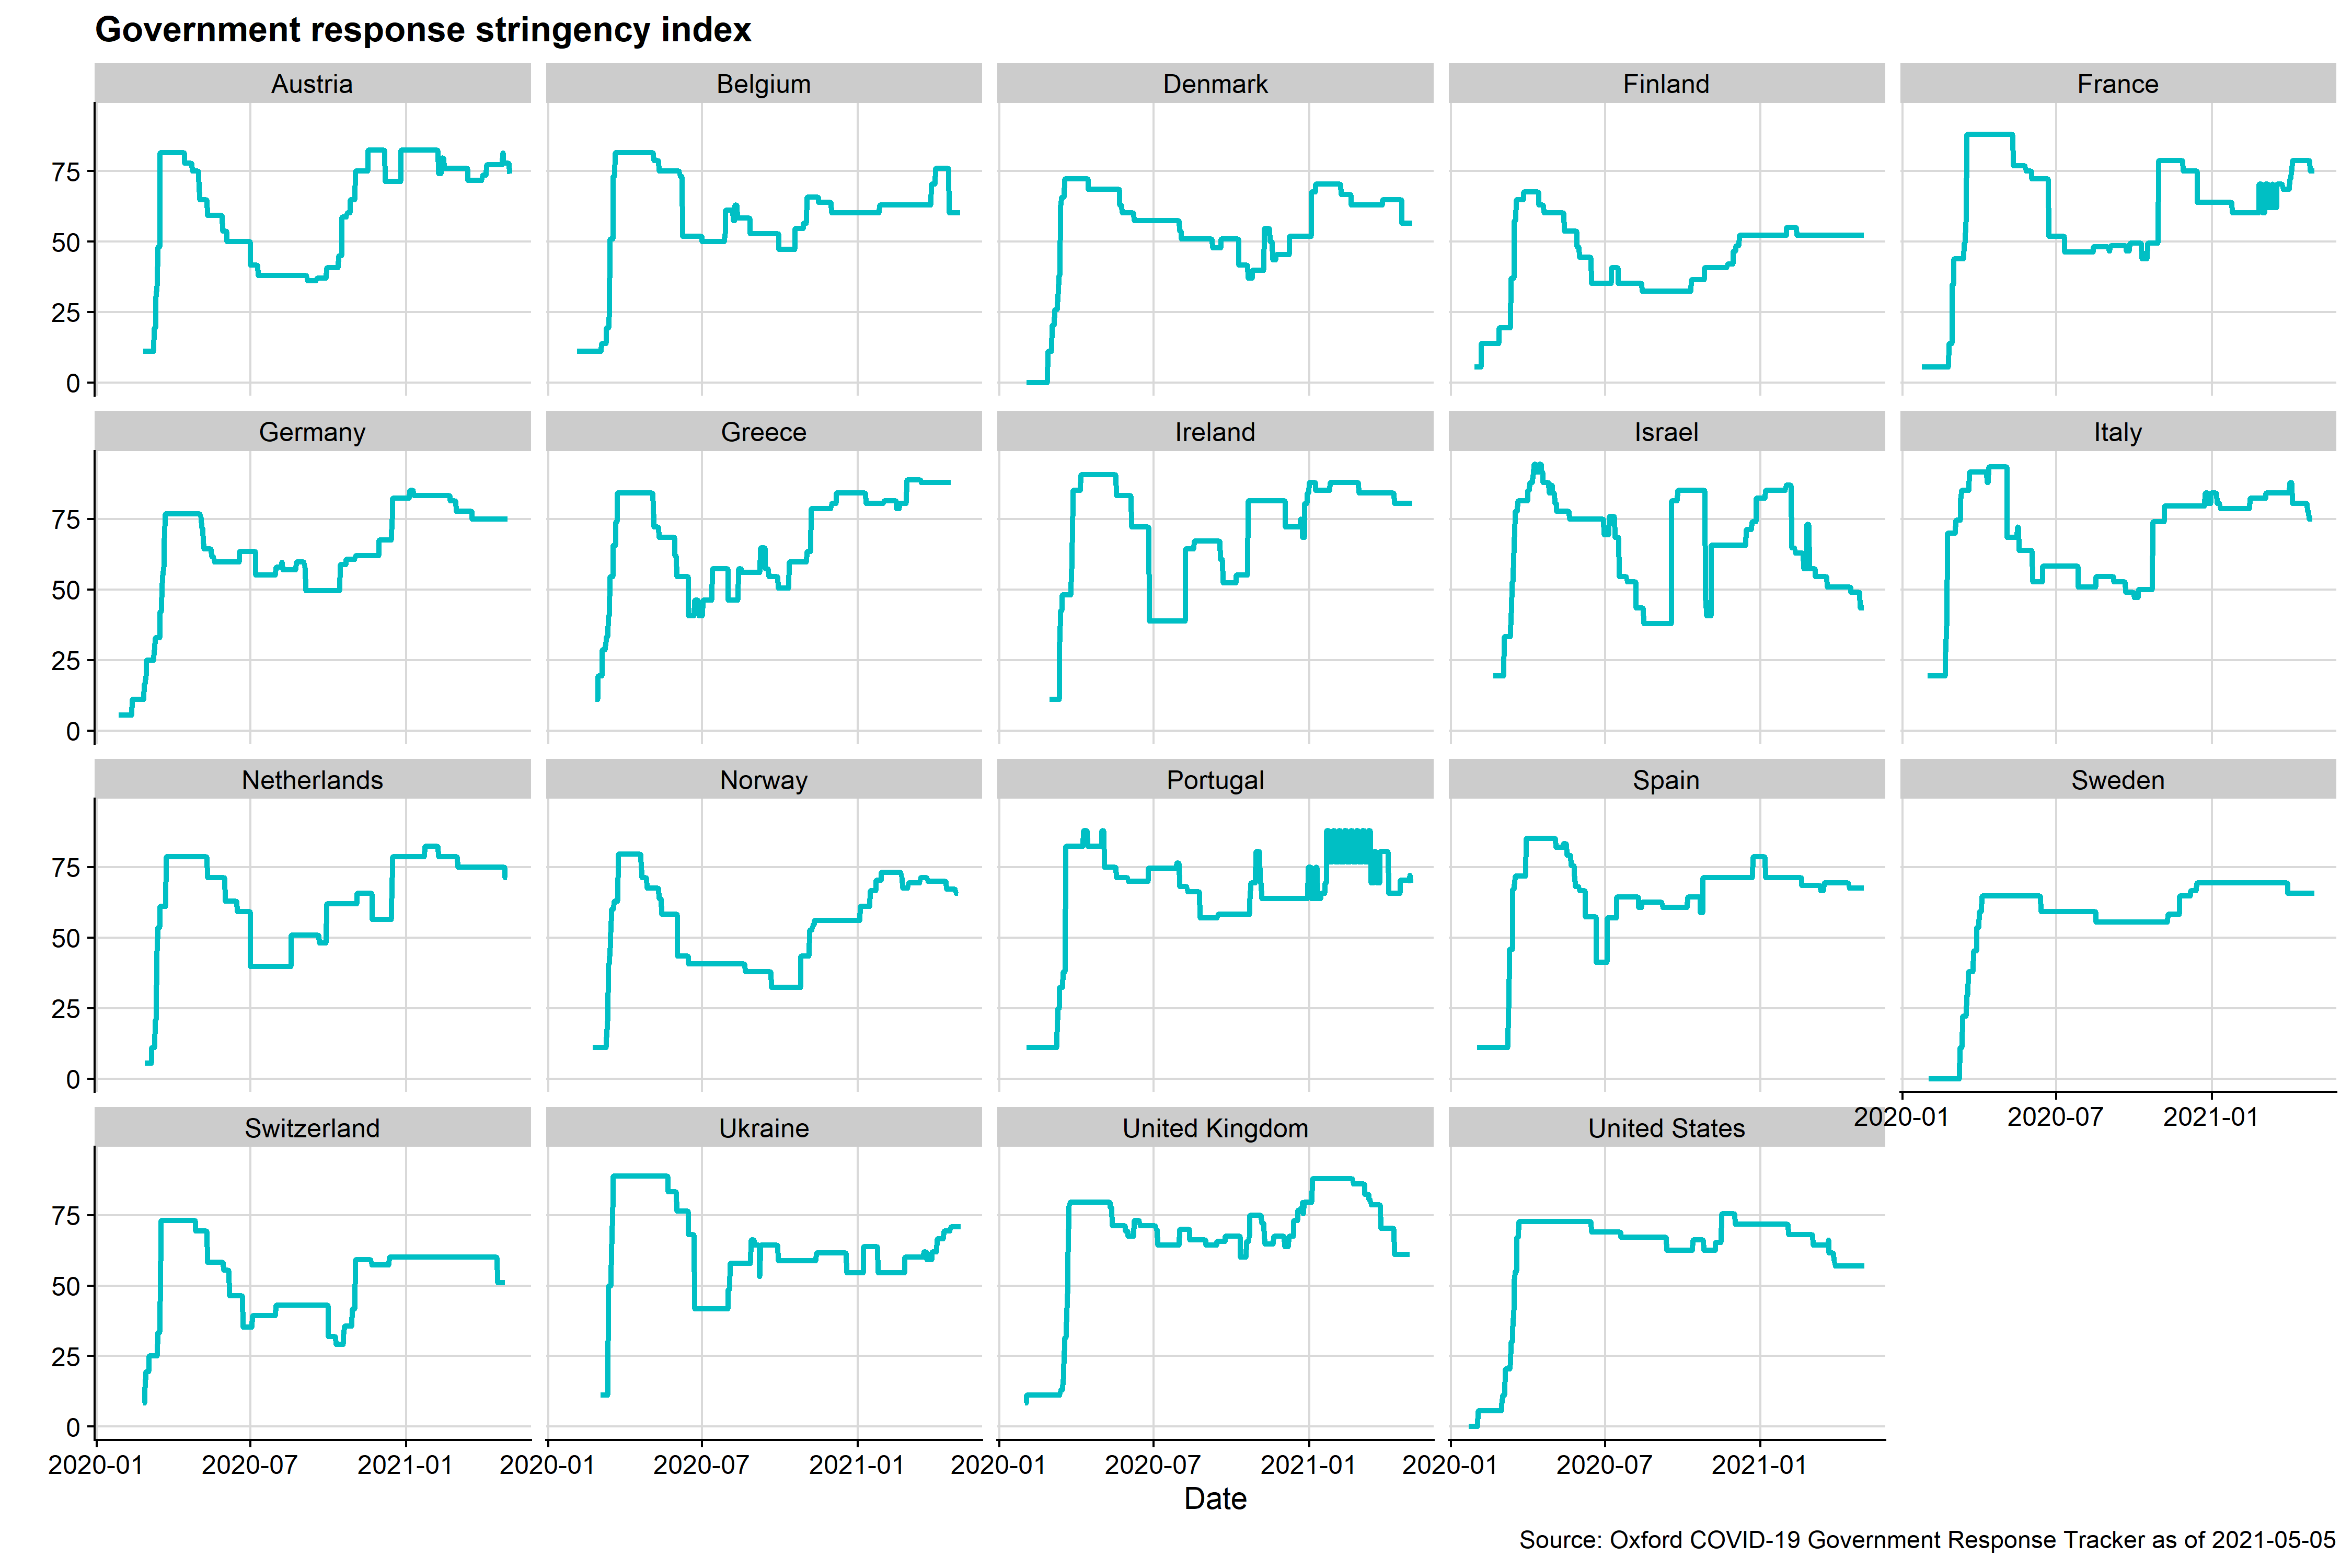 Government response stringency index
Austria Belgium Denmark Finland France
75
50
25
0
Germany Greece Ireland Israel Italy
75
50
25
0
Netherlands Norway Portugal Spain Sweden
75
50
25
0
2020-01 2020-07 2021-01
Switzerland Ukraine United Kingdom United States
75
50
25
0
2020-01 2020-07 2021-01 2020-01 2020-07 2021-01 2020-01 2020-07 2021-01 2020-01 2020-07 2021-01
Date
Source: Oxford COVID-19 Government Response Tracker as of 2021-05-05